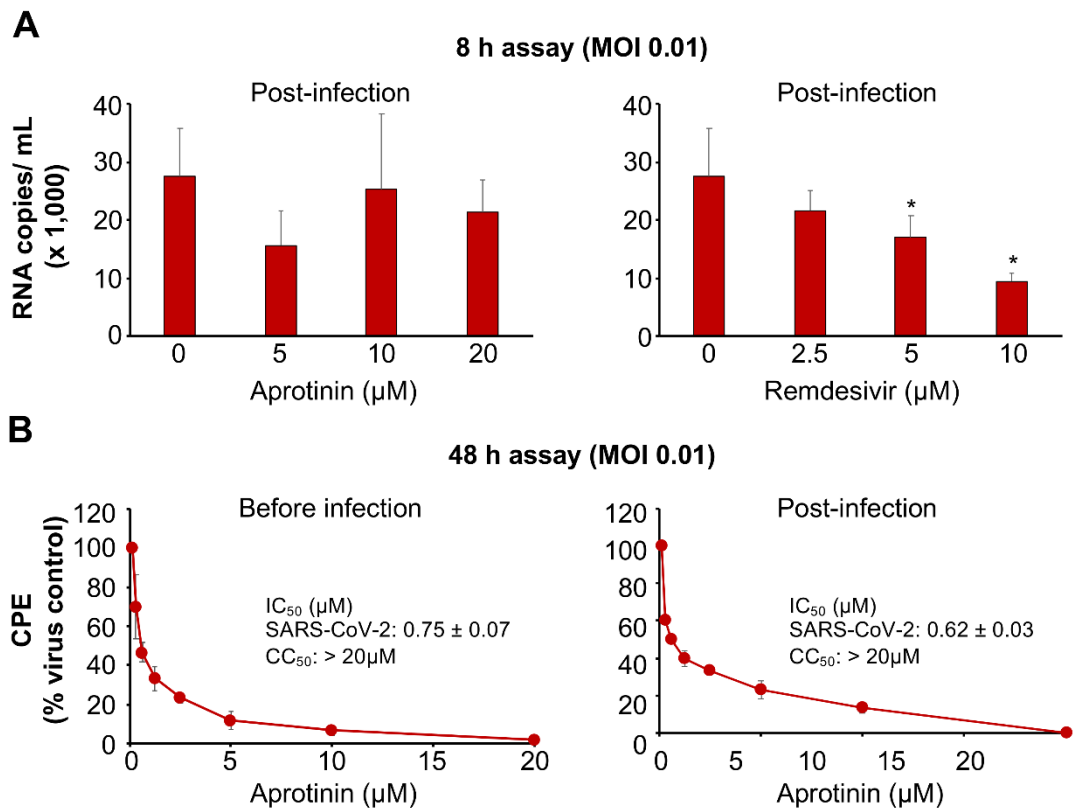 A
8 h assay (MOI 0.01)
Post-infection
RNA copies/ mL
(x 1,000)
40
30
20
10
0
0 5 10 20
Aprotinin (µM)
Post-infection
40
30
20
10
0
* *
0 2.5 5 10
Remdesivir (µM)
B
48 h assay (MOI 0.01)
Before infection
CPE
(% virus control)
120
100
80
60
40
20
0
IC50 (µM)
SARS-CoV-2: 0.75 ± 0.07
CC50: > 20µM
0 5 10 15 20
Aprotinin (µM)
Post-infection
120
100
80
60
40
20
0
IC50 (µM)
SARS-CoV-2: 0.62 ± 0.03
CC50: > 20µM
0 5 10 15 20
Aprotinin (µM)